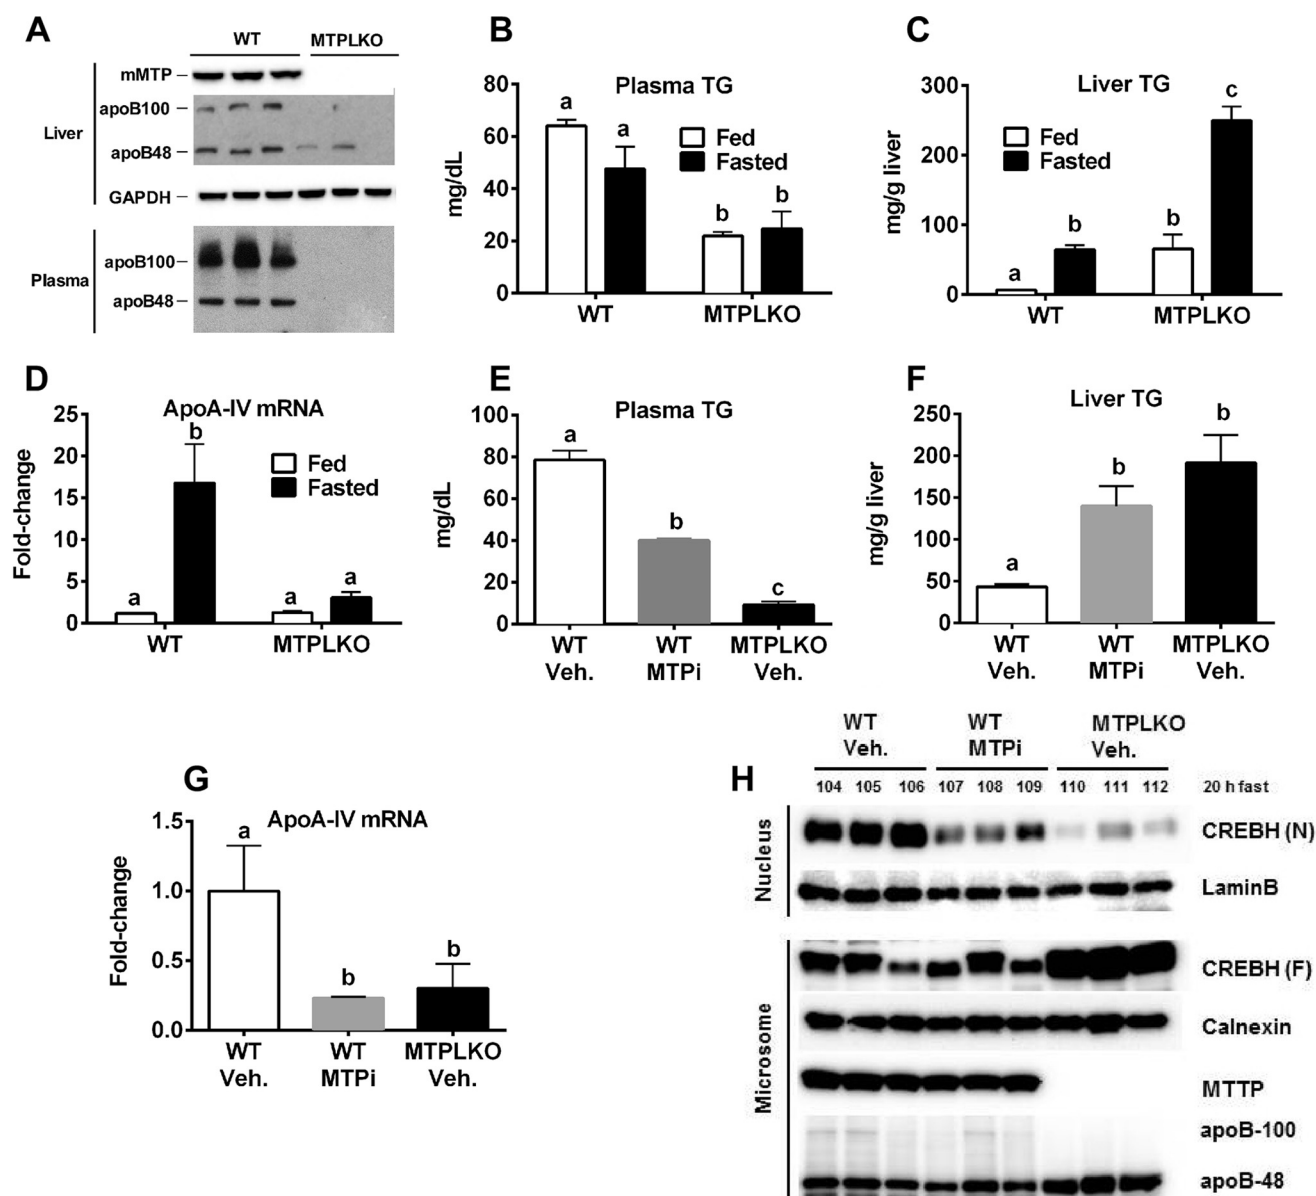 A
WT
MTPLKO
mMTP
apoB100
Liver
apoB48
GAPDH
apoB100
Plasma
apoB48
B
Plasma TG
mg/dL
80
60
40
20
0
a
a
b
b
Fed
Fasted
WT
MTPLKO
C
Liver TG
mg/g liver
300
200
100
0
a
b
b
c
Fed
Fasted
WT
MTPLKO
D
ApoA-IV mRNA
Fold-change
25
20
15
10
5
0
a
b
a
a
Fed
Fasted
WT
MTPLKO
E
Plasma TG
mg/dL
100
80
60
40
20
0
a
b
c
WT WT MTPLKO
Veh. MTPi Veh.
F
Liver TG
mg/g liver
250
200
150
100
50
0
a
b
b
WT WT MTPLKO
Veh. MTPi Veh.
G
ApoA-IV mRNA
Fold-change
1.5
1.0
0.5
0.0
a
b
b
WT WT MTPLKO
Veh. MTPi Veh.
H
WT WT MTPLKO
Veh. MTPi Veh.
104 105 106 107 108 109 110 111 112 20 h fast
Nucleus
CREBH (N)
LaminB
Microsome
CREBH (F)
Calnexin
MTTP
apoB-100
apoB-48